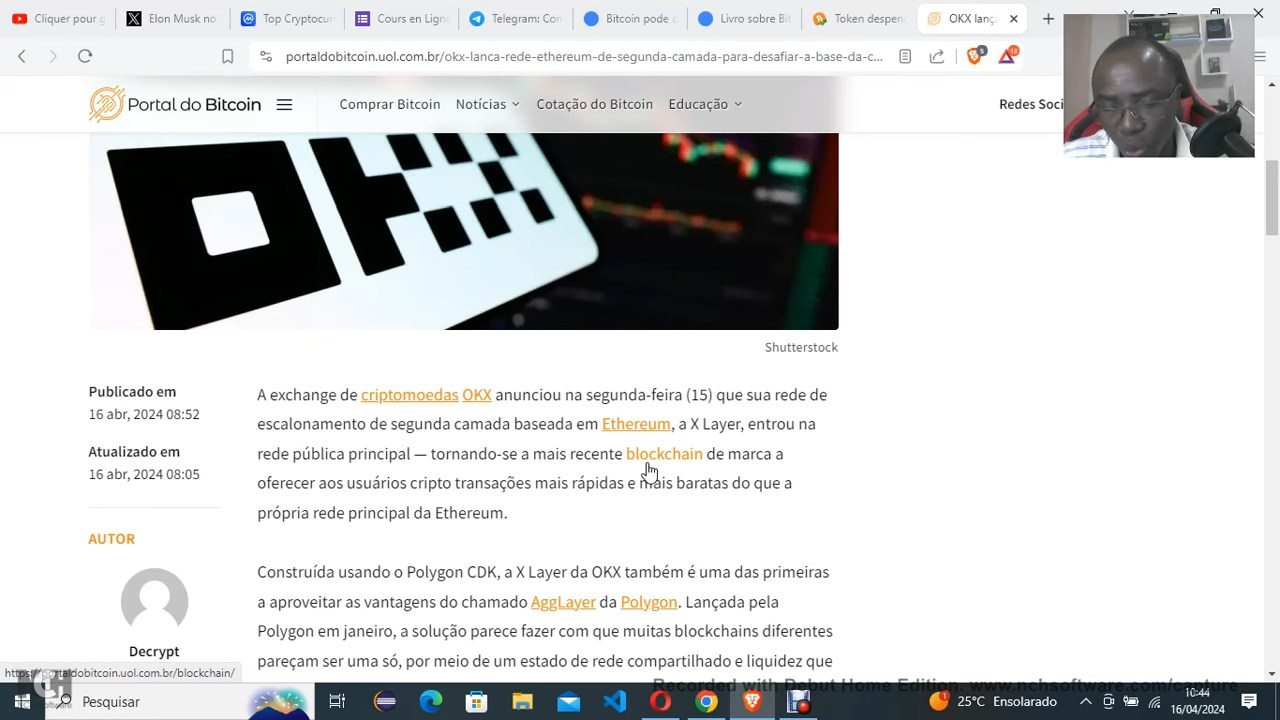 Cliquer para g
Elon Musk no
Top Cryptocur
Cours en Lign
Telegram: Con
Bitcoin pode c
Livro sobre Bit
Token despen
OKX lanç
portaldobitcoin.uol.com.br/okx-lanca-rede-ethereum-de-segunda-camada-para-desafiar-a-base-da-c...
Portal do Bitcoin
Comprar Bitcoin
Notícias
Cotação do Bitcoin
Educação
Redes Soci
Shutterstock
Publicado em
16 abr, 2024 08:52
Atualizado em
16 abr, 2024 08:05
AUTOR
Decrypt
A exchange de criptomoedas OKX anunciou na segunda-feira (15) que sua rede de
escalonamento de segunda camada baseada em Ethereum, a X Layer, entrou na
rede pública principal — tornando-se a mais recente blockchain de marca a
oferecer aos usuários cripto transações mais rápidas e mais baratas do que a
própria rede principal da Ethereum.
Construída usando o Polygon CDK, a X Layer da OKX também é uma das primeiras
a aproveitar as vantagens do chamado AggLayer da Polygon. Lançada pela
Polygon em janeiro, a solução parece fazer com que muitas blockchains diferentes
pareçam ser uma só, por meio de um estado de rede compartilhado e liquidez que
https://portaldobitcoin.uol.com.br/blockchain/
Recorded with Debut Home Edition. www.nchsoftware.com/capture
Pesquisar
25°C Ensolarado
10:44
16/04/2024